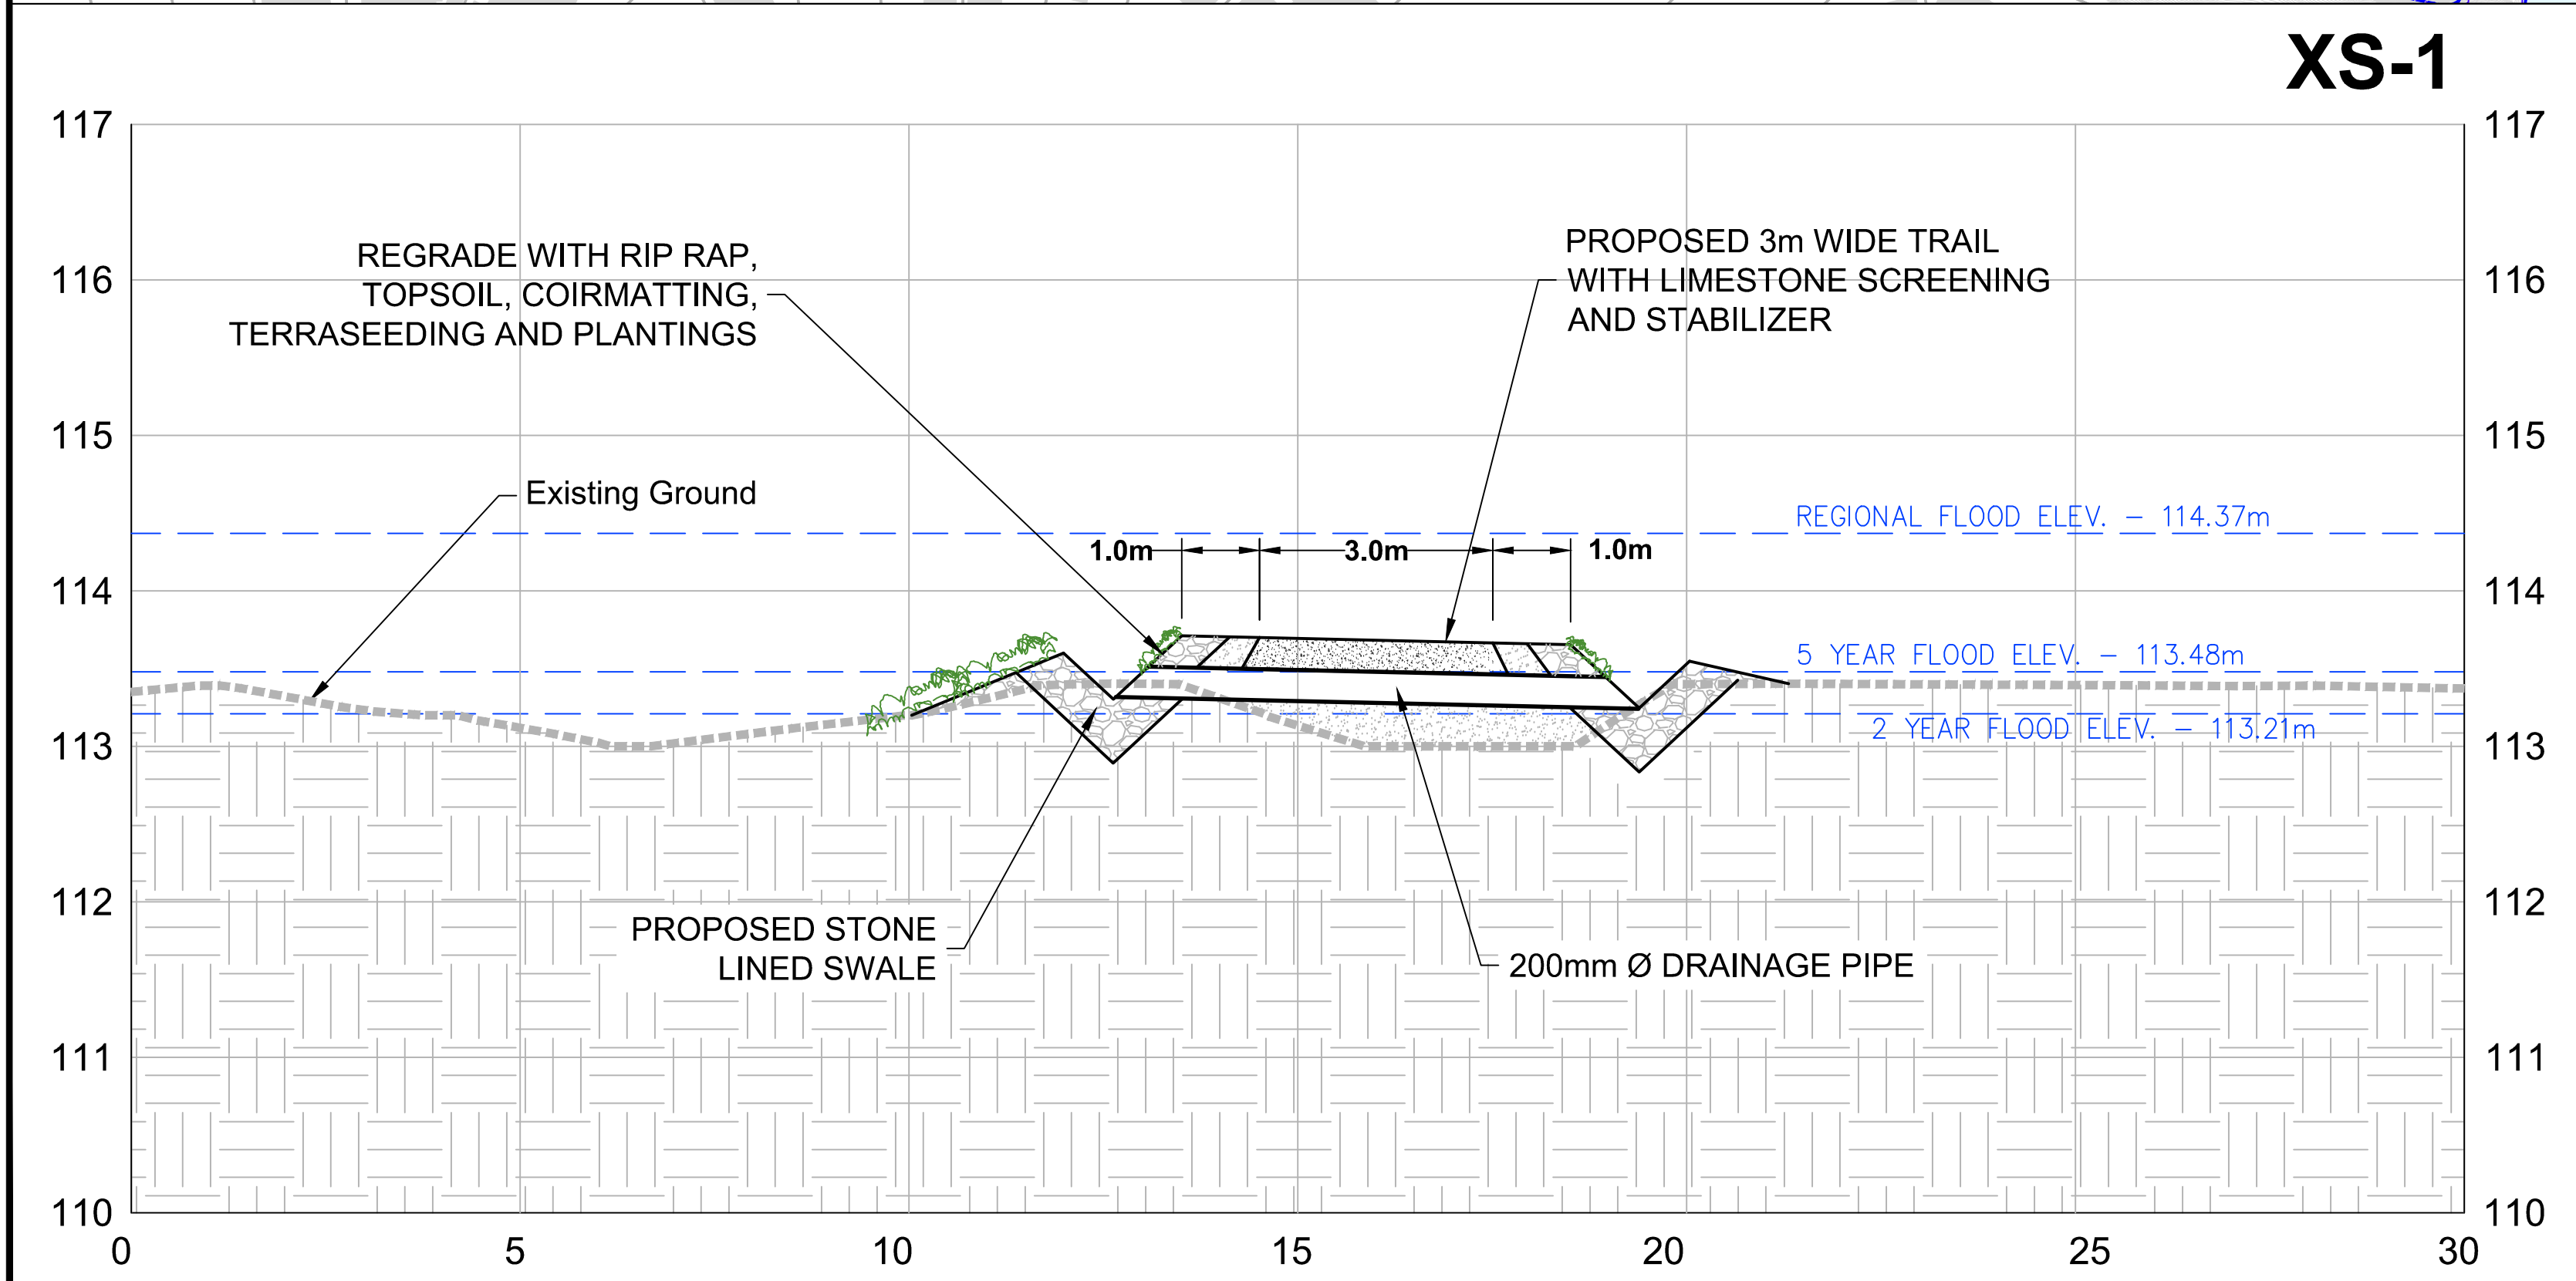 XS-1
117
117
REGRADE WITH RIP RAP,
TOPSOIL, COIRMATTING,
TERRASEEDING AND PLANTINGS
PROPOSED 3m WIDE TRAIL
WITH LIMESTONE SCREENING
AND STABILIZER
116
116
115
115
Existing Ground
REGIONAL FLOOD ELEV. - 114.37m
1.0m
3.0m
1.0m
114
114
5 YEAR FLOOD ELEV. - 113.48m
2 YEAR FLOOD ELEV. - 113.21m
113
113
112
112
PROPOSED STONE
LINED SWALE
200mm Ø DRAINAGE PIPE
111
111
110
110
0
5
10
15
20
25
30